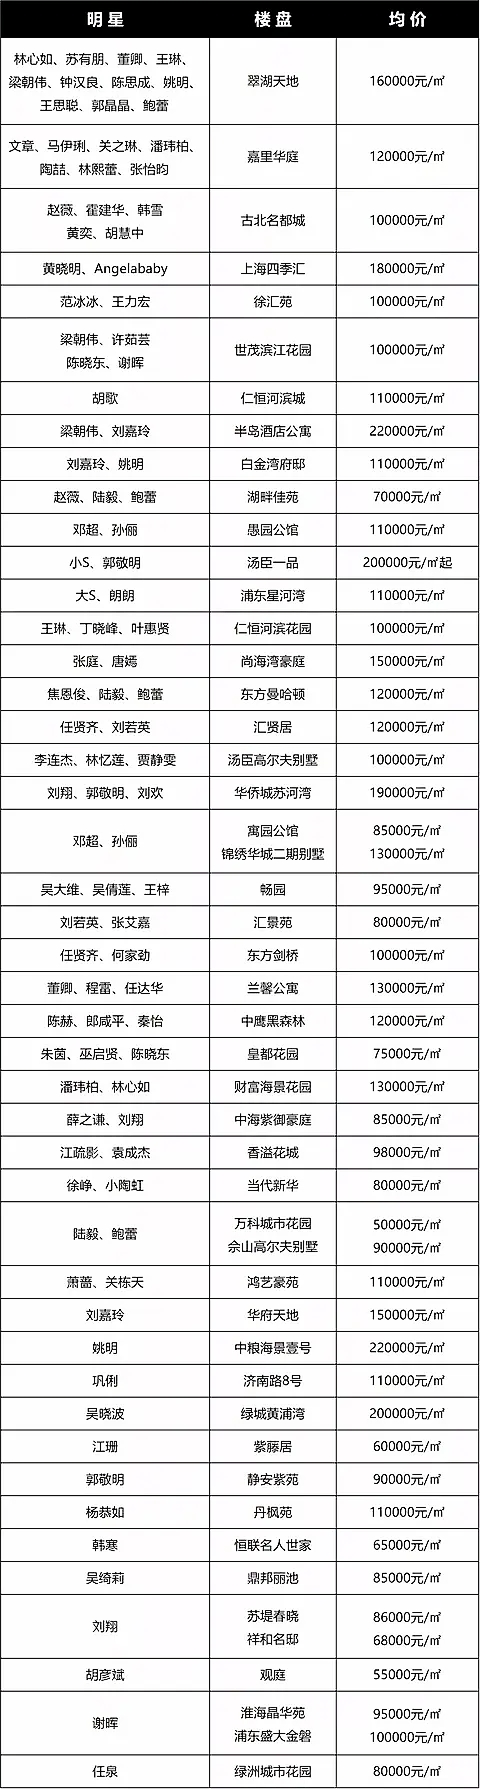 明星 楼盘 均价
林心如、苏有朋、董卿、王琳、
梁朝伟、钟汉良、陈思成、姚明、 翠湖天地 160000元/㎡
王思聪、郭晶晶、鲍蕾
文章、马伊琍、关之琳、潘玮柏、 嘉里华庭 120000元/㎡
陶喆、林熙蕾、张怡昀
赵薇、霍建华、韩雪 古北名都城 100000元/㎡
黄奕、胡慧中
黄晓明、Angelababy 上海四季汇 180000元/㎡
范冰冰、王力宏 徐汇苑 100000元/㎡
梁朝伟、许茹芸 世茂滨江花园 100000元/㎡
陈晓东、谢晖
胡歌 仁恒河滨城 110000元/㎡
梁朝伟、刘嘉玲 半岛酒店公寓 220000元/㎡
刘嘉玲、姚明 白金湾府邸 110000元/㎡
赵薇、陆毅、鲍蕾 湖畔佳苑 70000元/㎡
邓超、孙俪 愚园公馆 110000元/㎡
小S、郭敬明 汤臣一品 200000元/㎡起
大S、朗朗 浦东星河湾 110000元/㎡
王琳、丁晓峰、叶惠贤 仁恒河滨花园 100000元/㎡
张庭、唐嫣 尚海湾豪庭 150000元/㎡
焦恩俊、陆毅、鲍蕾 东方曼哈顿 120000元/㎡
任贤齐、刘若英 汇贤居 120000元/㎡
李连杰、林忆莲、贾静雯 汤臣高尔夫别墅 100000元/㎡
刘翔、郭敬明、刘欢 华侨城苏河湾 190000元/㎡
邓超、孙俪 寓园公馆 85000元/㎡
锦绣华城二期别墅 130000元/㎡
吴大维、吴倩莲、王梓 畅园 95000元/㎡
刘若英、张艾嘉 汇景苑 80000元/㎡
任贤齐、何家劲 东方剑桥 100000元/㎡
董卿、程雷、任达华 兰馨公寓 130000元/㎡
陈赫、郎咸平、秦怡 中鹰黑森林 120000元/㎡
朱茵、巫启贤、陈晓东 皇都花园 75000元/㎡
潘玮柏、林心如 财富海景花园 130000元/㎡
薛之谦、刘翔 中海紫御豪庭 85000元/㎡
江疏影、袁成杰 香溢花城 98000元/㎡
徐峥、小陶虹 当代新华 80000元/㎡
陆毅、鲍蕾 万科城市花园 50000元/㎡
佘山高尔夫别墅 90000元/㎡
萧蔷、关栋天 鸿艺豪苑 110000元/㎡
刘嘉玲 华府天地 150000元/㎡
姚明 中粮海景壹号 220000元/㎡
巩俐 济南路8号 110000元/㎡
吴晓波 绿城黄浦湾 200000元/㎡
江珊 紫藤居 60000元/㎡
郭敬明 静安紫苑 90000元/㎡
杨恭如 丹枫苑 110000元/㎡
韩寒 恒联名人世家 65000元/㎡
吴绮莉 鼎邦丽池 85000元/㎡
刘翔 苏堤春晓 86000元/㎡
祥和名邸 68000元/㎡
胡彦斌 观庭 55000元/㎡
谢晖 淮海晶华苑 95000元/㎡
浦东盛大金磐 100000元/㎡
任泉 绿洲城市花园 80000元/㎡